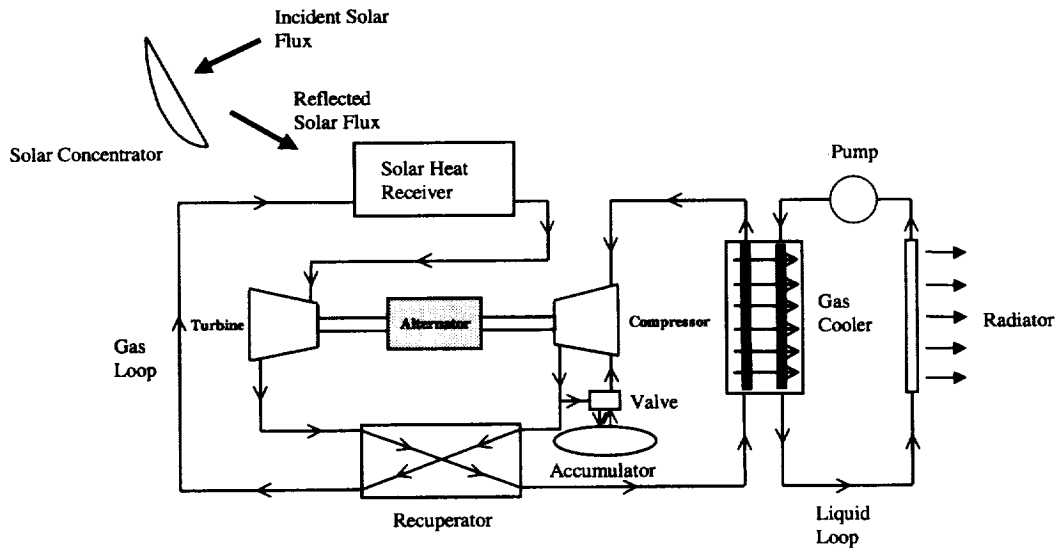 Incident Solar
Flux
Reflected
Solar Flux
Solar Concentrator
Solar Heat
Receiver
Pump
Turbine
Alternator
Compressor
Gas
Cooler
Radiator
Gas
Loop
Valve
Accumulator
Recuperator
Liquid
Loop